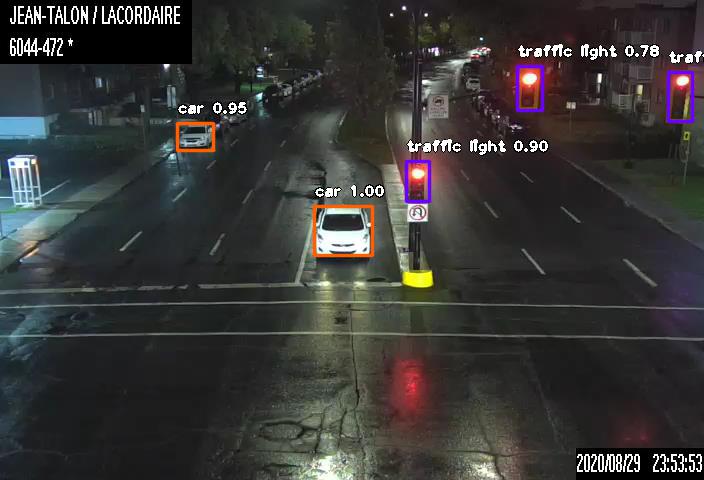 JEAN-TALON / LACORDAIRE
6044-472 *
traffic light 0.78
traf
car 0.95
traffic light 0.90
car 1.00
2020/08/29 23:53:53